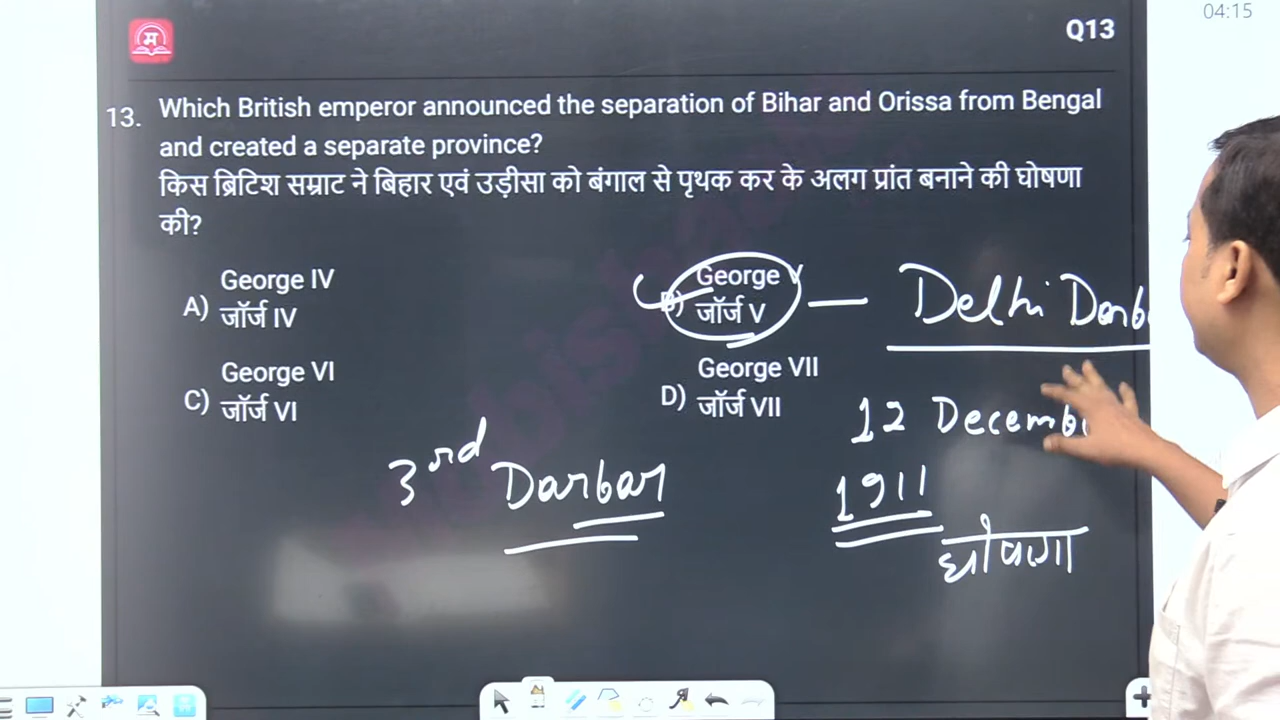 04:15
म
Q13
13. Which British emperor announced the separation of Bihar and Orissa from Bengal
and created a separate province?
किस ब्रिटिश सम्राट ने बिहार एवं उड़ीसा को बंगाल से पृथक कर के अलग प्रांत बनाने की घोषणा
की?
A) George IV
जॉर्ज IV
B) George V
जॉर्ज V
Delhi
C) George VI
जॉर्ज VI
D) George VII
जॉर्ज VII
12
3rd Darbar
1911
घोषणा